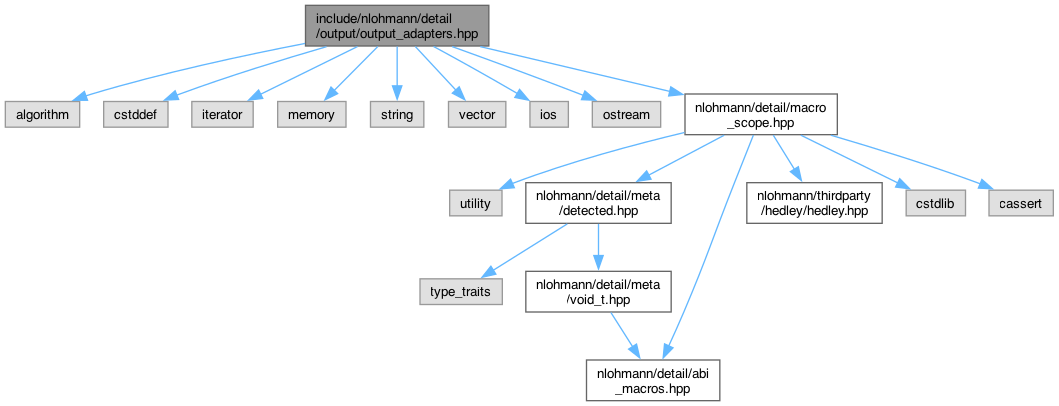 include/nlohmann/detail
/output/output_adapters.hpp
algorithm
cstddef
iterator
memory
string
vector
ios
ostream
nlohmann/detail/macro
_scope.hpp
utility
nlohmann/detail/meta
/detected.hpp
nlohmann/thirdparty
/hedley/hedley.hpp
cstdlib
cassert
type_traits
nlohmann/detail/meta
/void_t.hpp
nlohmann/detail/abi
_macros.hpp